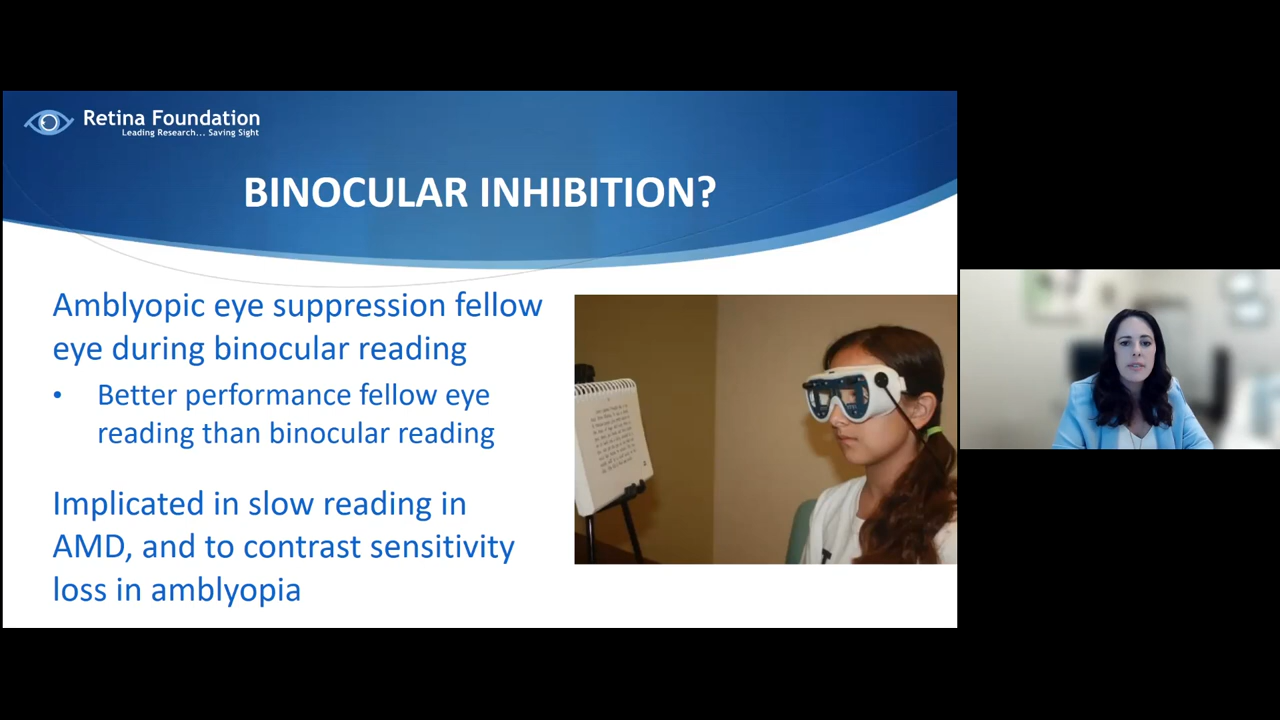 Retina Foundation
Leading Research... Saving Sight
BINOCULAR INHIBITION?
Amblyopic eye suppression fellow
eye during binocular reading
• Better performance fellow eye
reading than binocular reading
Implicated in slow reading in
AMD, and to contrast sensitivity
loss in amblyopia